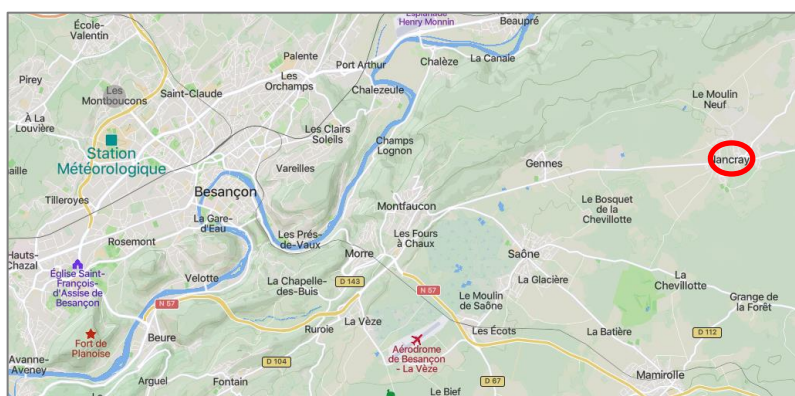 École-
Valentin
Esplanade
Henry Monnin
Beaupré
Palente
Port Arthur
Chalèze
La Canale
Pirey
Les
Montboucons
Saint-Claude
Les
Orchamps
Chalezeule
Le Moulin
Neuf
À La
Louvière
Station
Météorologique
Les Clairs
Soleils
Champs
Lognon
Nancray
aille
Vareilles
Gennes
Tilleroyes
Besançon
Montfaucon
Le Bosquet
de la
Chevillotte
La Gare-
d'Eau
Rosemont
Les Prés-
de-Vaux
Les Fours
à Chaux
Hauts-
Chazal
Morre
Saône
Église Saint-
François-
d'Assise de
Besançon
Velotte
La Chapelle-
des-Buis
D 143
N 57
La Glacière
La
Chevillotte
N 57
Le Moulin
de Saône
Grange de
la Forêt
Fort de
Planoise
Beure
Ruroie
La Vèze
Les Écots
La Batière
D 112
Avanne-
Aveney
D 104
Aérodrome
de Besançon
- La Vèze
Mamirolle
Arguel
Fontain
D 67
Le Bief